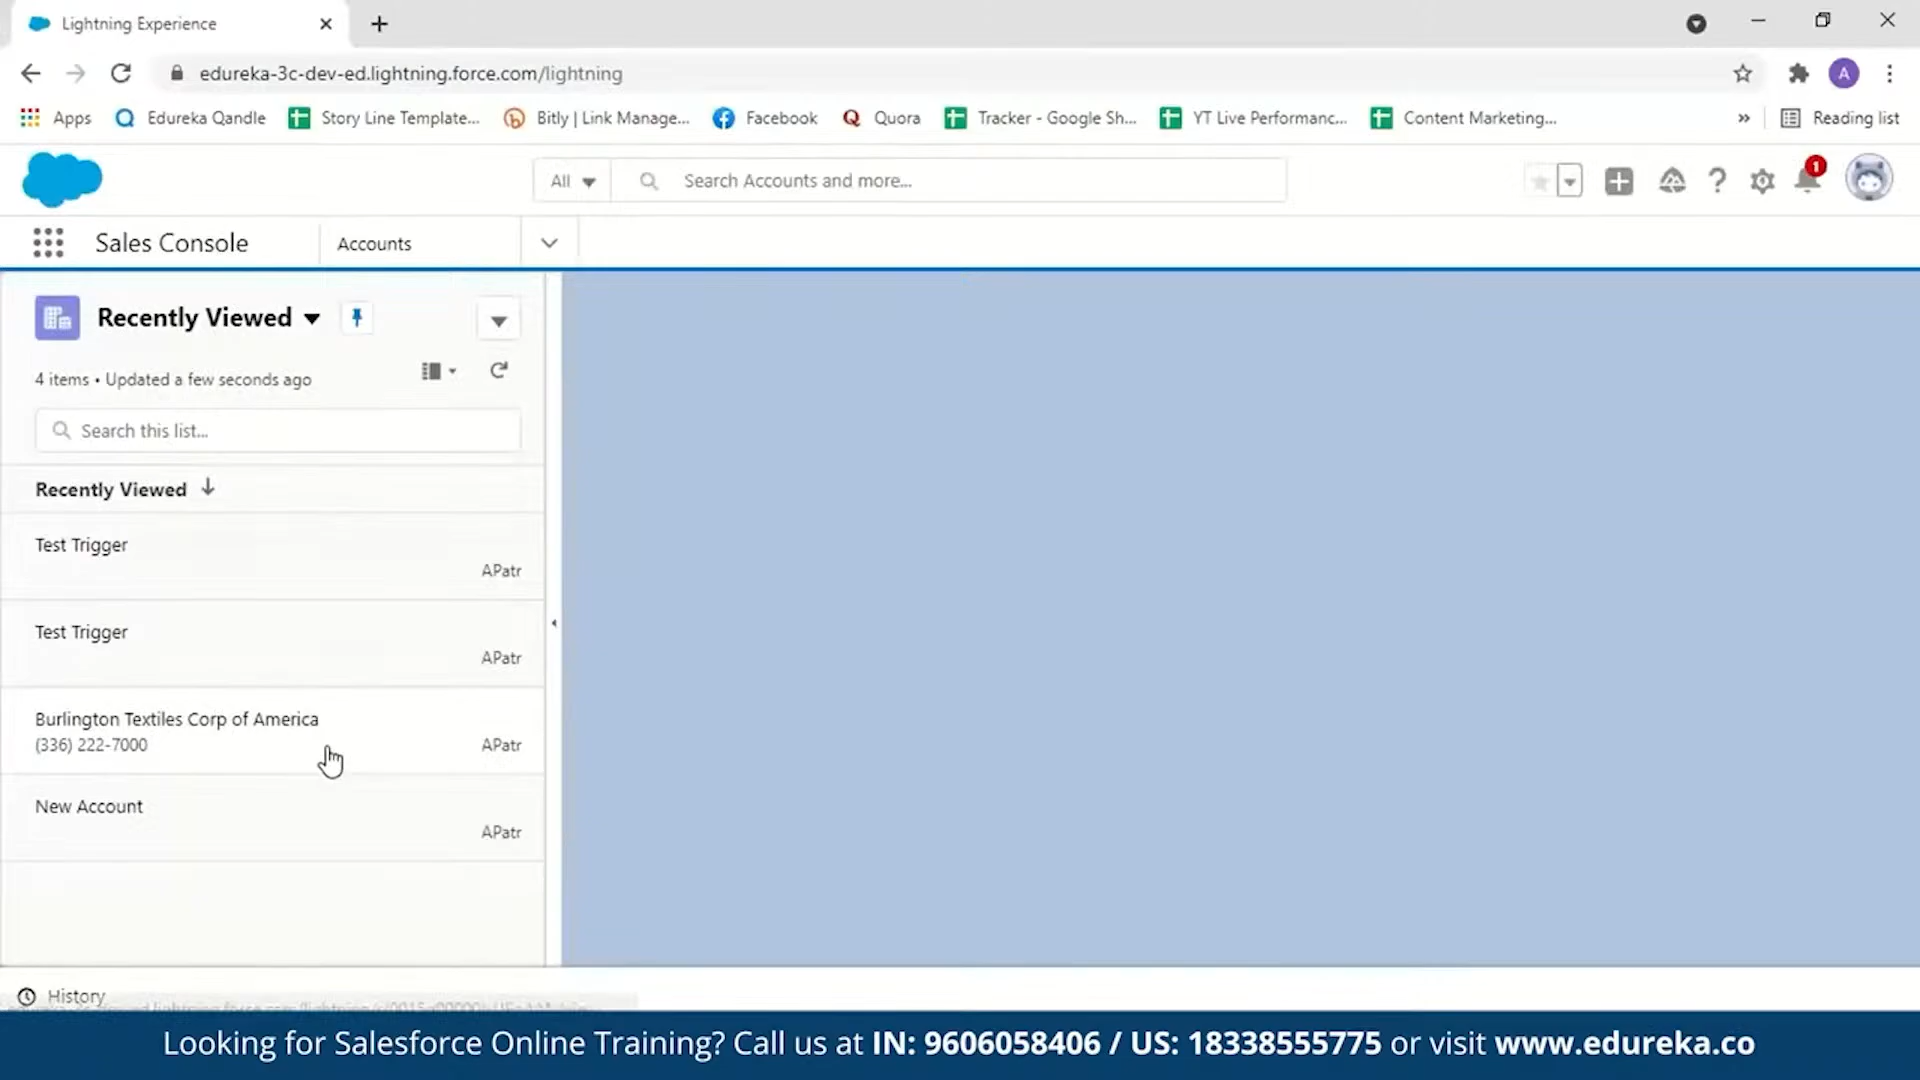 Lightning Experience
edureka-3c-dev-ed.lightning.force.com/lightning
A
Apps Edureka Qandle Story Line Template... Bitly | Link Manage... Facebook Quora Tracker - Google Sh... YT Live Performanc... Content Marketing... » Reading list
All Search Accounts and more... 1
Sales Console Accounts
Recently Viewed
4 items • Updated a few seconds ago
Search this list...
Recently Viewed
Test Trigger
APatr
Test Trigger
APatr
Burlington Textiles Corp of America
(336) 222-7000 APatr
New Account
APatr
History
Looking for Salesforce Online Training? Call us at IN: 9606058406 / US: 18338555775 or visit www.edureka.co